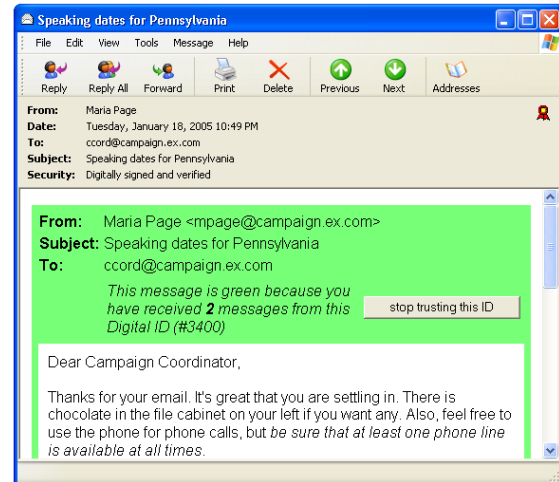 Speaking dates for Pennsylvania
File Edit View Tools Message Help
Reply Reply All Forward Print Delete Previous Next Addresses
From: Maria Page
Date: Tuesday, January 18, 2005 10:49 PM
To: ccord@campaign.ex.com
Subject: Speaking dates for Pennsylvania
Security: Digitally signed and verified
From: Maria Page <mpage@campaign.ex.com>
Subject: Speaking dates for Pennsylvania
To: ccord@campaign.ex.com
This message is green because you
have received 2 messages from this
Digital ID (#3400)
stop trusting this ID
Dear Campaign Coordinator,
Thanks for your email. It's great that you are settling in. There is
chocolate in the file cabinet on your left if you want any. Also, feel free to
use the phone for phone calls, but be sure that at least one phone line
is available at all times.